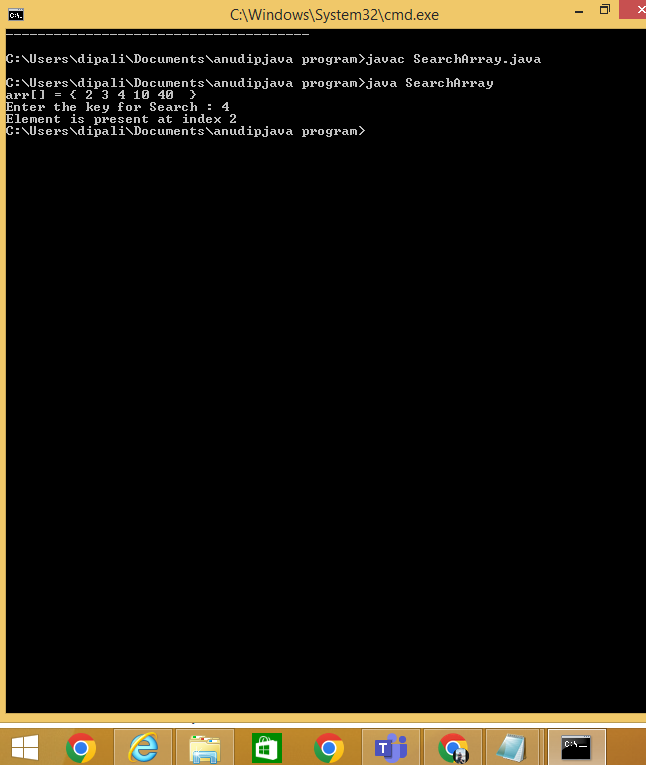 C:\Windows\System32\cmd.exe
--------------------------------------
C:\Users\dipali\Documents\anudipjava program>javac SearchArray.java
C:\Users\dipali\Documents\anudipjava program>java SearchArray
arr[] = { 2 3 4 10 40  }
Enter the key for Search : 4
Element is present at index 2
C:\Users\dipali\Documents\anudipjava program>